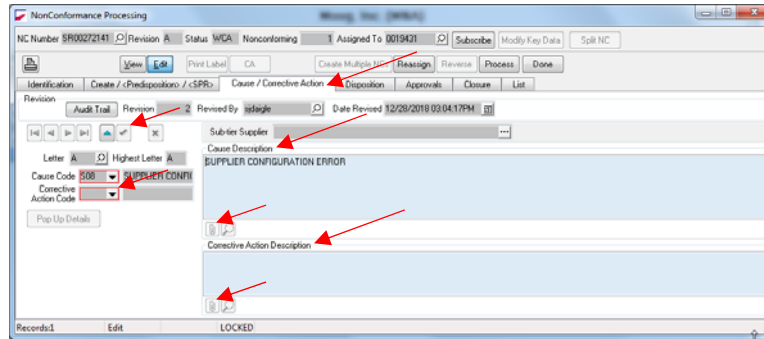 NonConformance Processing
NC Number SR00272141 Revision A Status WCA Nonconforming 1 Assigned To 0019431 Subscribe Modify Key Data Split NC
View Edit Print Label CA Create Multiple NCs Reassign Reverse Process Done
Identification Create / <Predisposition> / <SPR> Cause / Corrective Action Disposition Approvals Closure List
Revision
Audit Trail Revision 2 Revised By Date Revised 12/28/2018 03:04:17PM
Sub-tier Supplier
Cause Description
Letter A Highest Letter A
SUPPLIER CONFIGURATION ERROR
Cause Code S08 SUPPLIER CONFI
Corrective
Action Code
Pop Up Details
Corrective Action Description
Records:1 Edit LOCKED